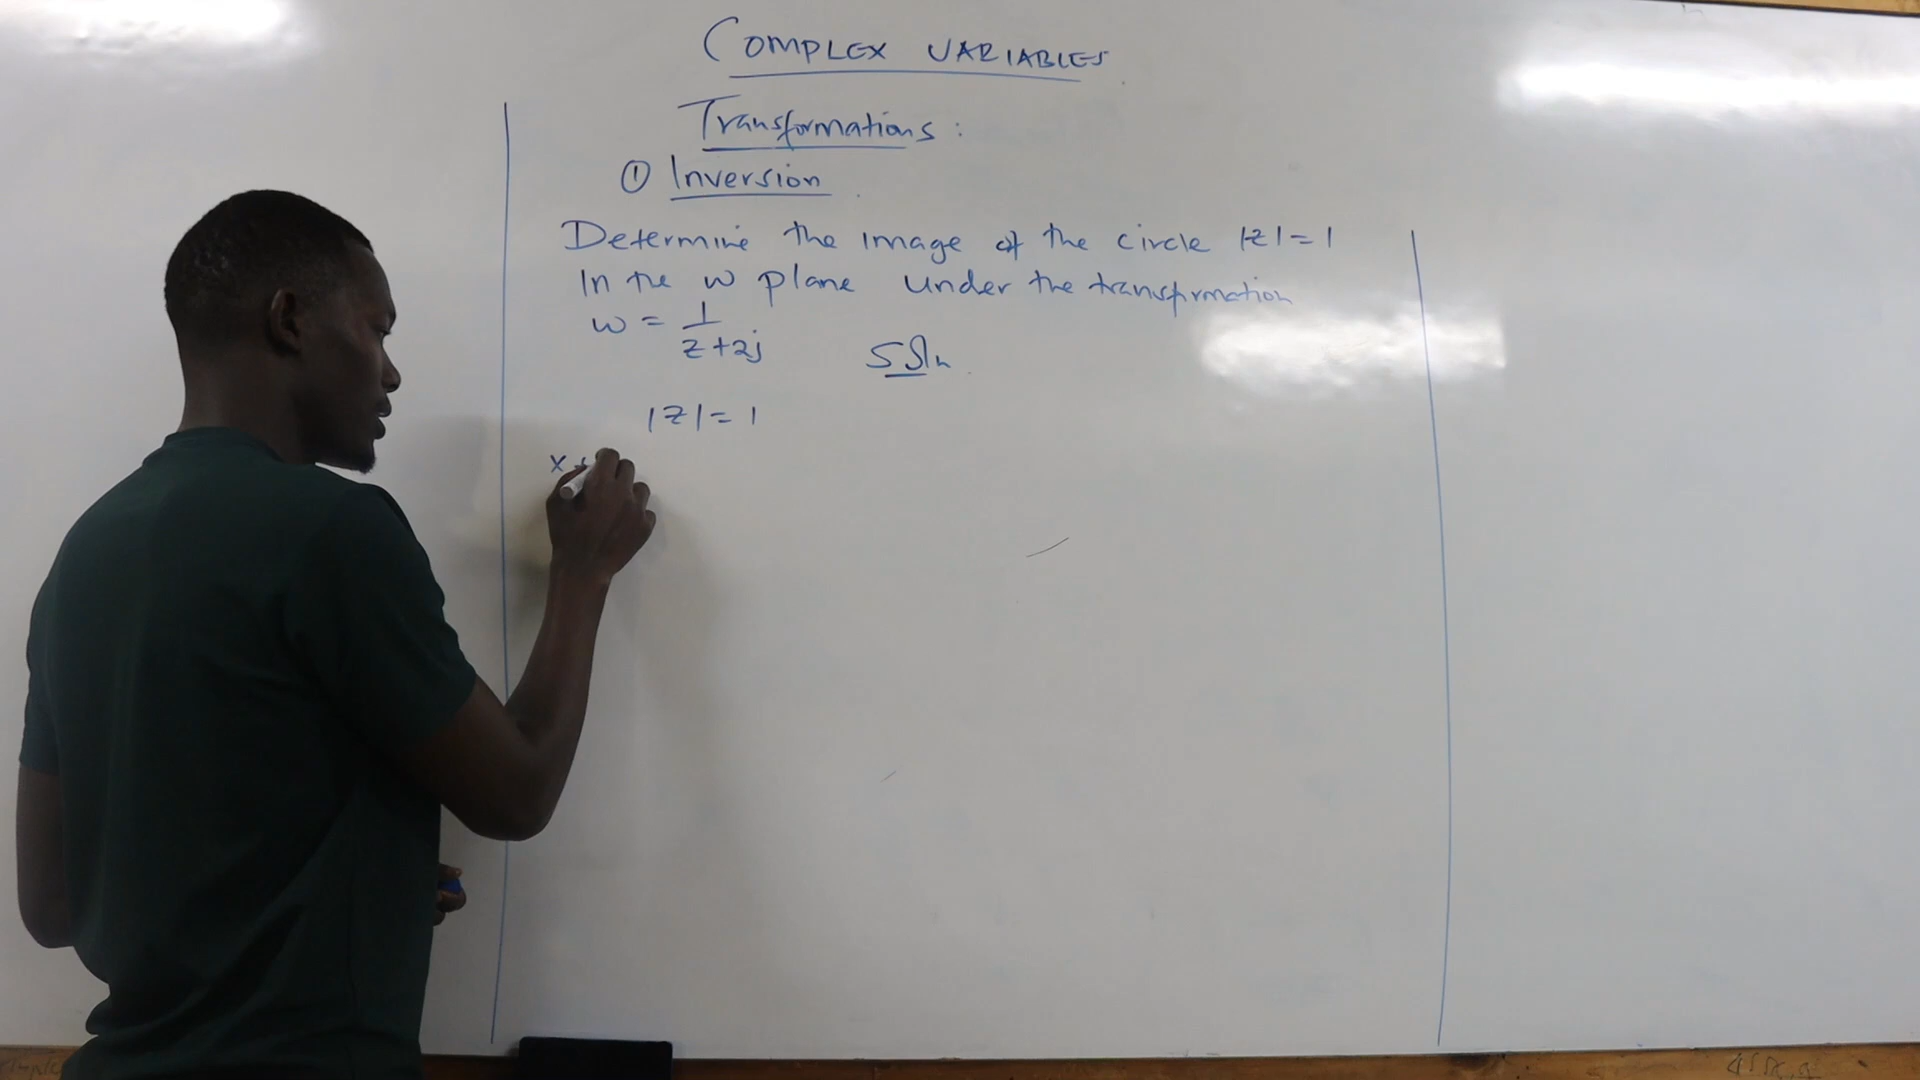 COMPLEX VARIABLES
Transformations:
① Inversion
Determine the image of the circle |z| = 1
In the w plane under the transformation
w = 1/(z+2j)
Soln
|z| = 1
x +